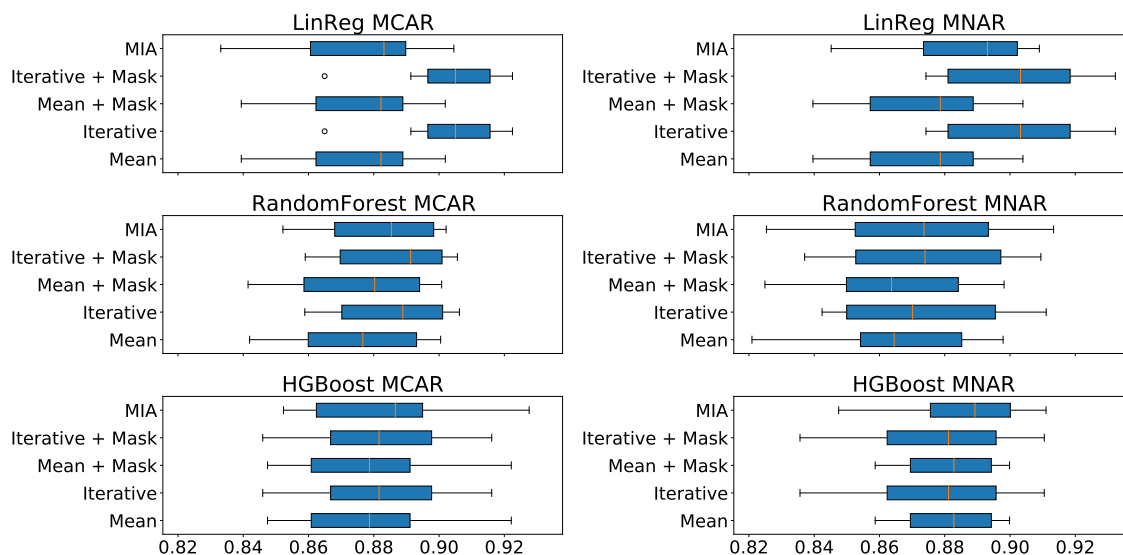 LinReg MCAR
MIA
Iterative + Mask
Mean + Mask
Iterative
Mean
LinReg MNAR
MIA
Iterative + Mask
Mean + Mask
Iterative
Mean
RandomForest MCAR
MIA
Iterative + Mask
Mean + Mask
Iterative
Mean
RandomForest MNAR
MIA
Iterative + Mask
Mean + Mask
Iterative
Mean
HGBoost MCAR
MIA
Iterative + Mask
Mean + Mask
Iterative
Mean
0.82 0.84 0.86 0.88 0.90 0.92
HGBoost MNAR
MIA
Iterative + Mask
Mean + Mask
Iterative
Mean
0.82 0.84 0.86 0.88 0.90 0.92